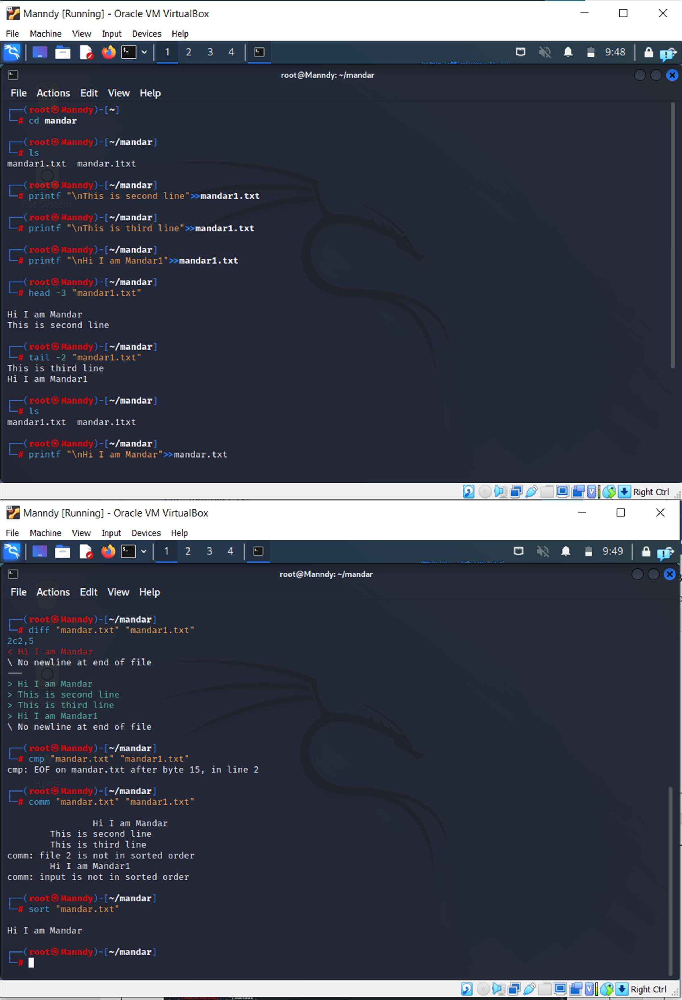 Manndy [Running] - Oracle VM VirtualBox
File Machine View Input Devices Help
1 2 3 4 9:48
root@Manndy: ~/mandar
File Actions Edit View Help
┌──(root㉿Manndy)-[~]
└─# cd mandar
┌──(root㉿Manndy)-[~/mandar]
└─# ls
mandar1.txt  mandar.1txt
┌──(root㉿Manndy)-[~/mandar]
└─# printf "\nThis is second line">>mandar1.txt
File System
┌──(root㉿Manndy)-[~/mandar]
└─# printf "\nThis is third line">>mandar1.txt
┌──(root㉿Manndy)-[~/mandar]
└─# printf "\nHi I am Mandar1">>mandar1.txt
┌──(root㉿Manndy)-[~/mandar]
└─# head -3 "mandar1.txt"
Hi I am Mandar
This is second line
┌──(root㉿Manndy)-[~/mandar]
└─# tail -2 "mandar1.txt"
This is third line
Hi I am Mandar1
┌──(root㉿Manndy)-[~/mandar]
└─# ls
mandar1.txt  mandar.1txt
┌──(root㉿Manndy)-[~/mandar]
└─# printf "\nHi I am Mandar">>mandar.txt
Right Ctrl
Manndy [Running] - Oracle VM VirtualBox
File Machine View Input Devices Help
1 2 3 4 9:49
root@Manndy: ~/mandar
File Actions Edit View Help
┌──(root㉿Manndy)-[~/mandar]
└─# diff "mandar.txt" "mandar1.txt"
2c2,5
< Hi I am Mandar
\ No newline at end of file
---
> Hi I am Mandar
> This is second line
> This is third line
> Hi I am Mandar1
\ No newline at end of file
┌──(root㉿Manndy)-[~/mandar]
└─# cmp "mandar.txt" "mandar1.txt"
cmp: EOF on mandar.txt after byte 15, in line 2
Home
┌──(root㉿Manndy)-[~/mandar]
└─# comm "mandar.txt" "mandar1.txt"
Hi I am Mandar
This is second line
This is third line
comm: file 2 is not in sorted order
Hi I am Mandar1
comm: input is not in sorted order
┌──(root㉿Manndy)-[~/mandar]
└─# sort "mandar.txt"
Hi I am Mandar
┌──(root㉿Manndy)-[~/mandar]
└─#
Right Ctrl